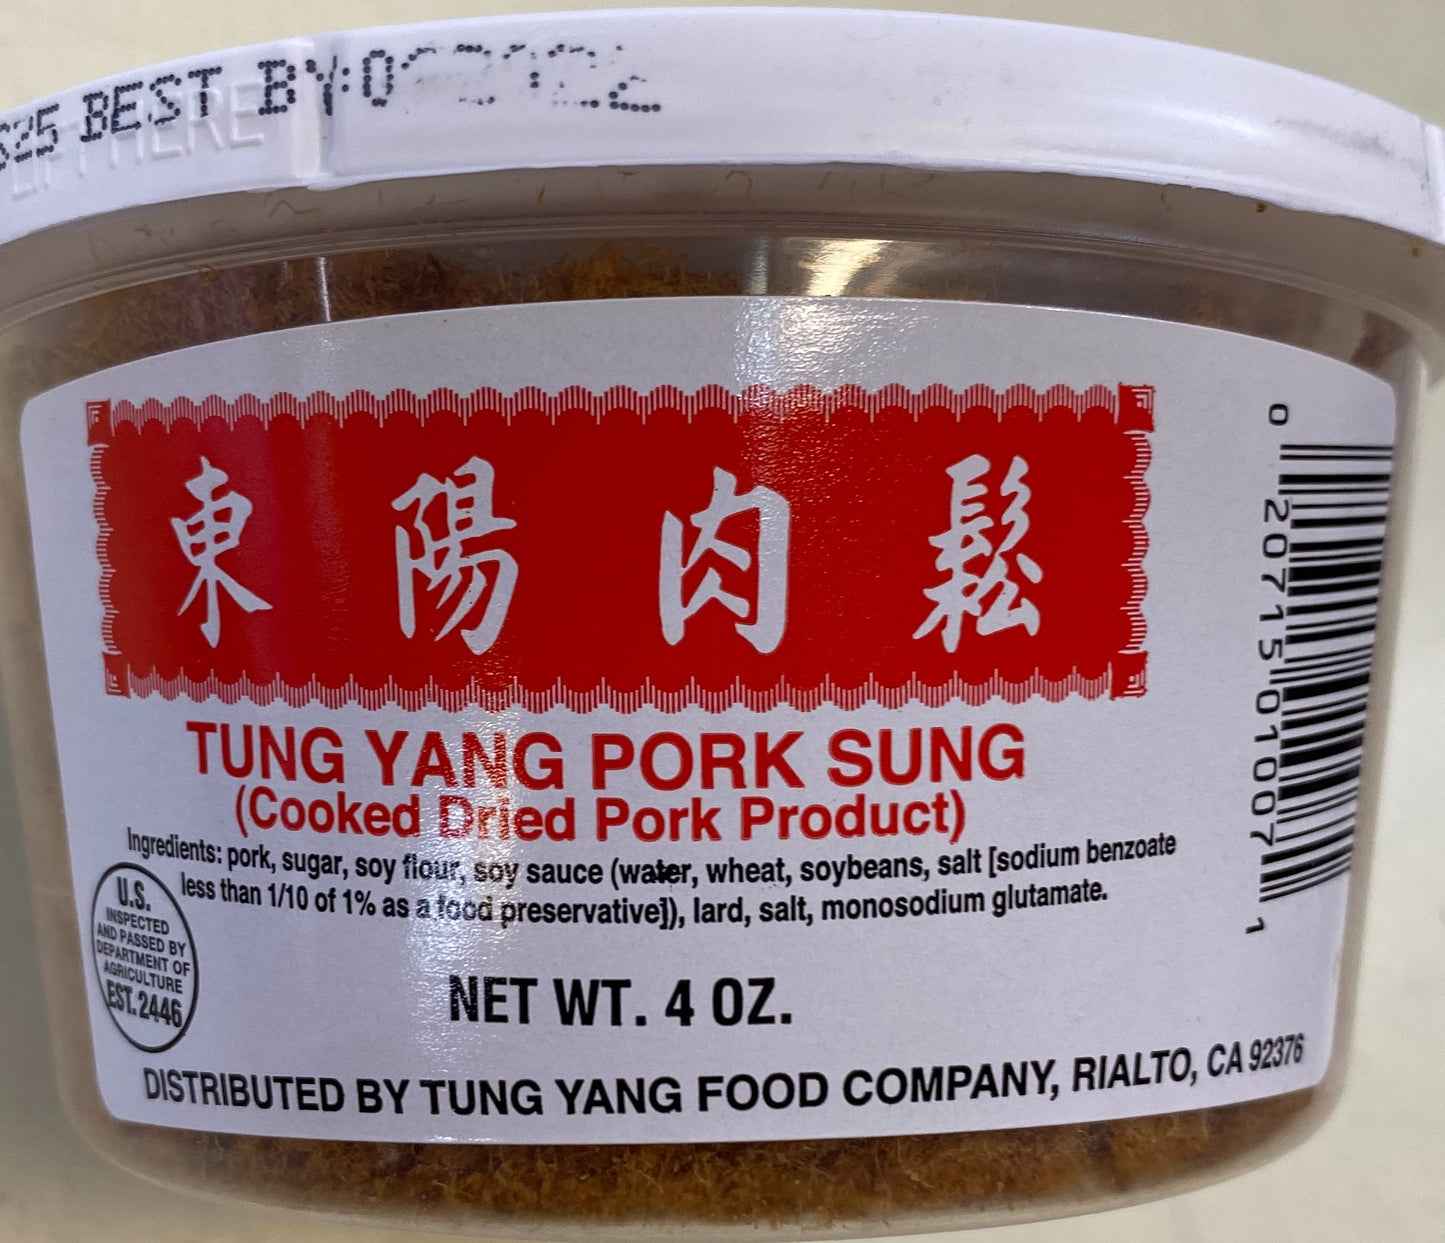 BEST BY:0
東陽肉鬆
TUNG YANG PORK SUNG
(Cooked Dried Pork Product)
Ingredients: pork, sugar, soy flour, soy sauce (water, wheat, soybeans, salt [sodium benzoate
less than 1/10 of 1% as a food preservative]), lard, salt, monosodium glutamate.
U.S.
INSPECTED
AND PASSED BY
DEPARTMENT OF
AGRICULTURE
EST. 2446
NET WT. 4 OZ.
DISTRIBUTED BY TUNG YANG FOOD COMPANY, RIALTO, CA 92376
0 20715 01007 1